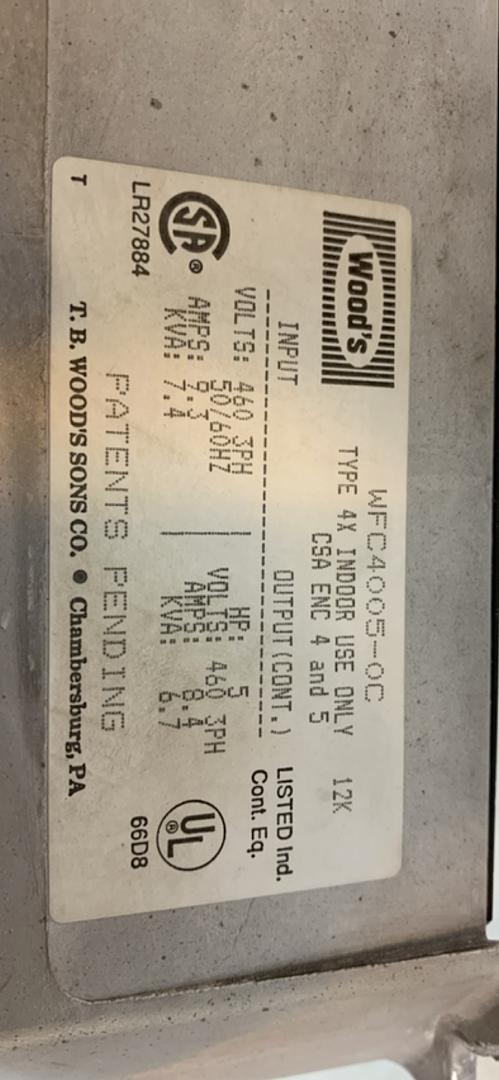 Wood's
WFC4005-0C
TYPE 4X INDOOR USE ONLY 12K
CSA ENC 4 and 5
INPUT OUTPUT(CONT.)
LISTED Ind.
Cont. Eq.
VOLTS: 460 3PH
50/60HZ
AMPS: 9.3
KVA: 7.4
HP: 5
VOLTS: 460 3PH
AMPS: 8.4
KVA: 6.7
SA ®
LR27884
UL ®
66D8
PATENTS PENDING
T T. B. WOOD'S SONS CO. • Chambersburg, PA